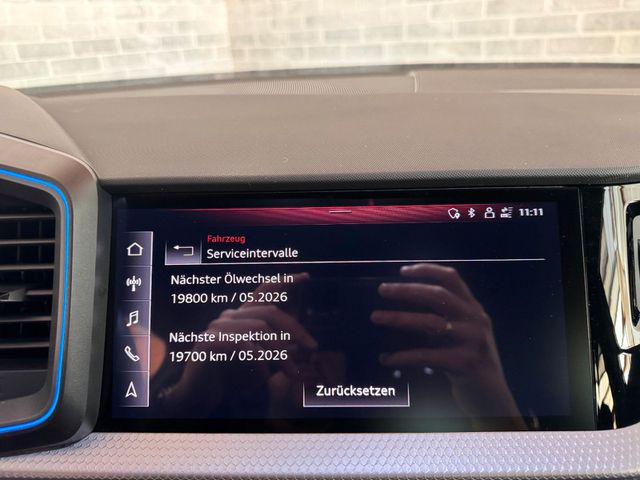 11:11
Fahrzeug
Serviceintervalle
Nächster Ölwechsel in
19800 km / 05.2026
Nächste Inspektion in
19700 km / 05.2026
Zurücksetzen